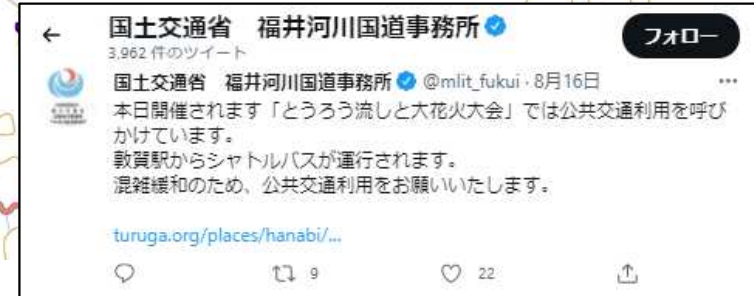 国土交通省　福井河川国道事務所
フォロー
3,962 件のツイート
国土交通省　福井河川国道事務所 @mlit_fukui · 8月16日
本日開催されます「とうろう流しと大花火大会」では公共交通利用を呼び
かけています。
敦賀駅からシャトルバスが運行されます。
混雑緩和のため、公共交通利用をお願いいたします。
turuga.org/places/hanabi/...
9 22